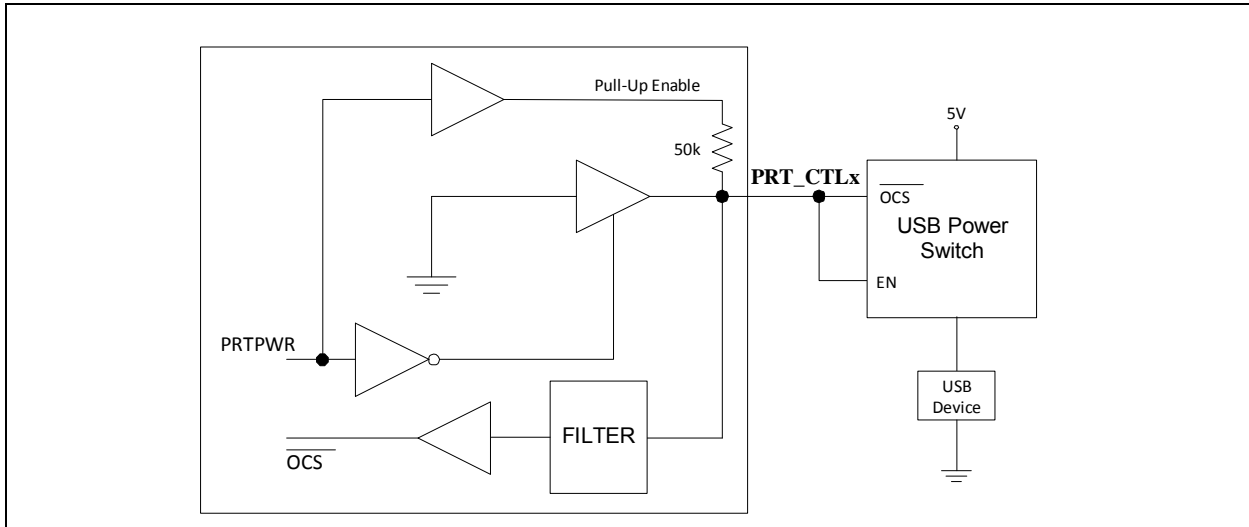 Pull-Up Enable
5V
50k
PRT_CTLx
OCS
USB Power
Switch
EN
PRTPWR
USB
Device
FILTER
OCS